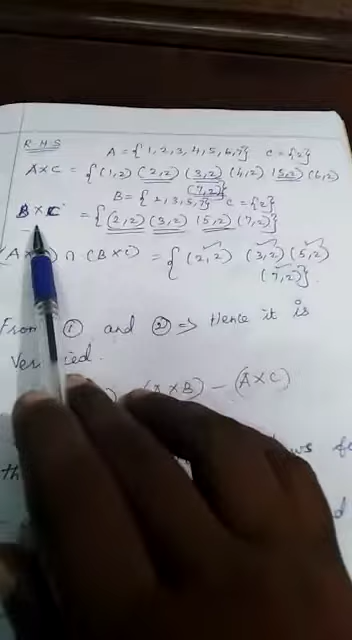 R H S
A = {1, 2, 3, 4, 5, 6, 7} C = {2}
A×C = {(1,2) (2,2) (3,2) (4,2) (5,2) (6,2)
(7,2)}
B = {2, 3, 5, 7} C = {2}
B × C = {(2,2) (3,2) (5,2) (7,2)}
(A × ) ∩ (B×C) = {(2,2) (3,2) (5,2)
(7,2)}
From ① and ② ⇒ Hence it is
Verified.
(A×B) - (A×C)